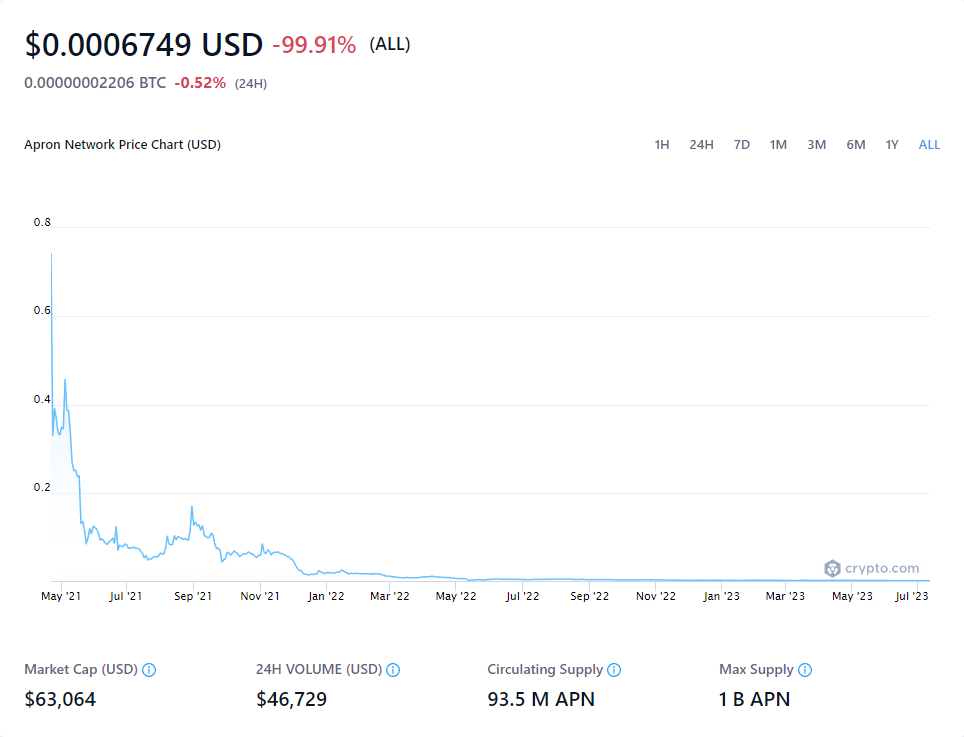 $0.0006749 USD -99.91% (ALL)
0.00000002206 BTC -0.52% (24H)
Apron Network Price Chart (USD) 1H 24H 7D 1M 3M 6M 1Y ALL
0.8
0.6
0.4
0.2
crypto.com
May '21 Jul '21 Sep '21 Nov '21 Jan '22 Mar '22 May '22 Jul '22 Sep '22 Nov '22 Jan '23 Mar '23 May '23 Jul '23
Market Cap (USD) 24H VOLUME (USD) Circulating Supply Max Supply
$63,064 $46,729 93.5 M APN 1 B APN